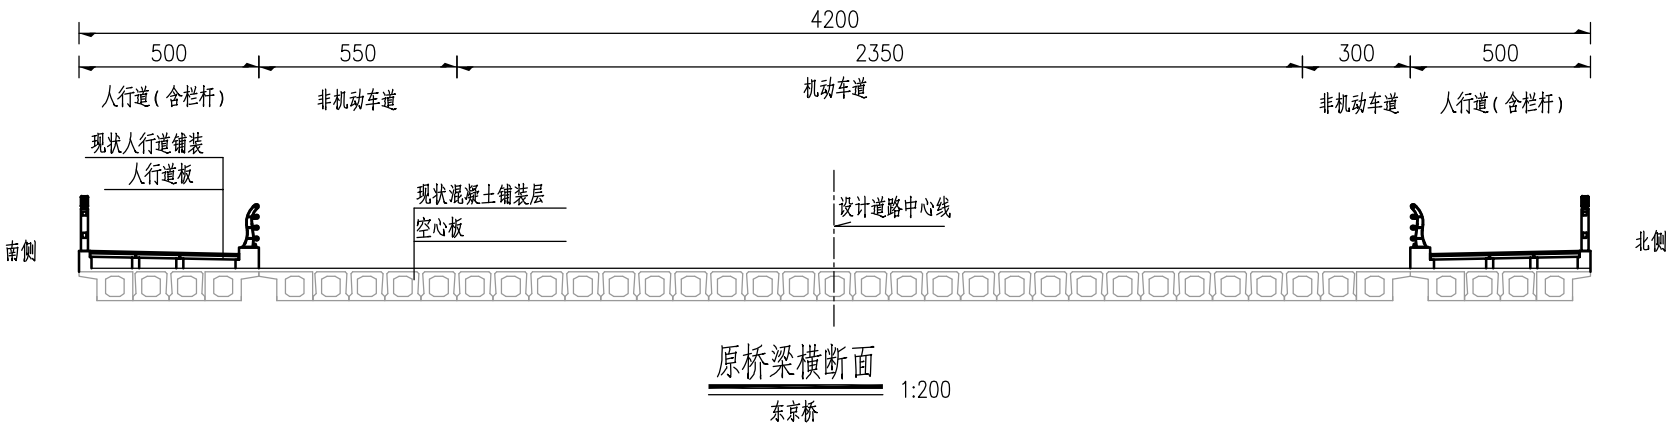 4200
500 550 2350 300 500
人行道(含栏杆) 非机动车道 机动车道 非机动车道 人行道(含栏杆)
现状人行道铺装
人行道板
现状混凝土铺装层
空心板
设计道路中心线
南侧
北侧
原桥梁横断面 1:200
东京桥